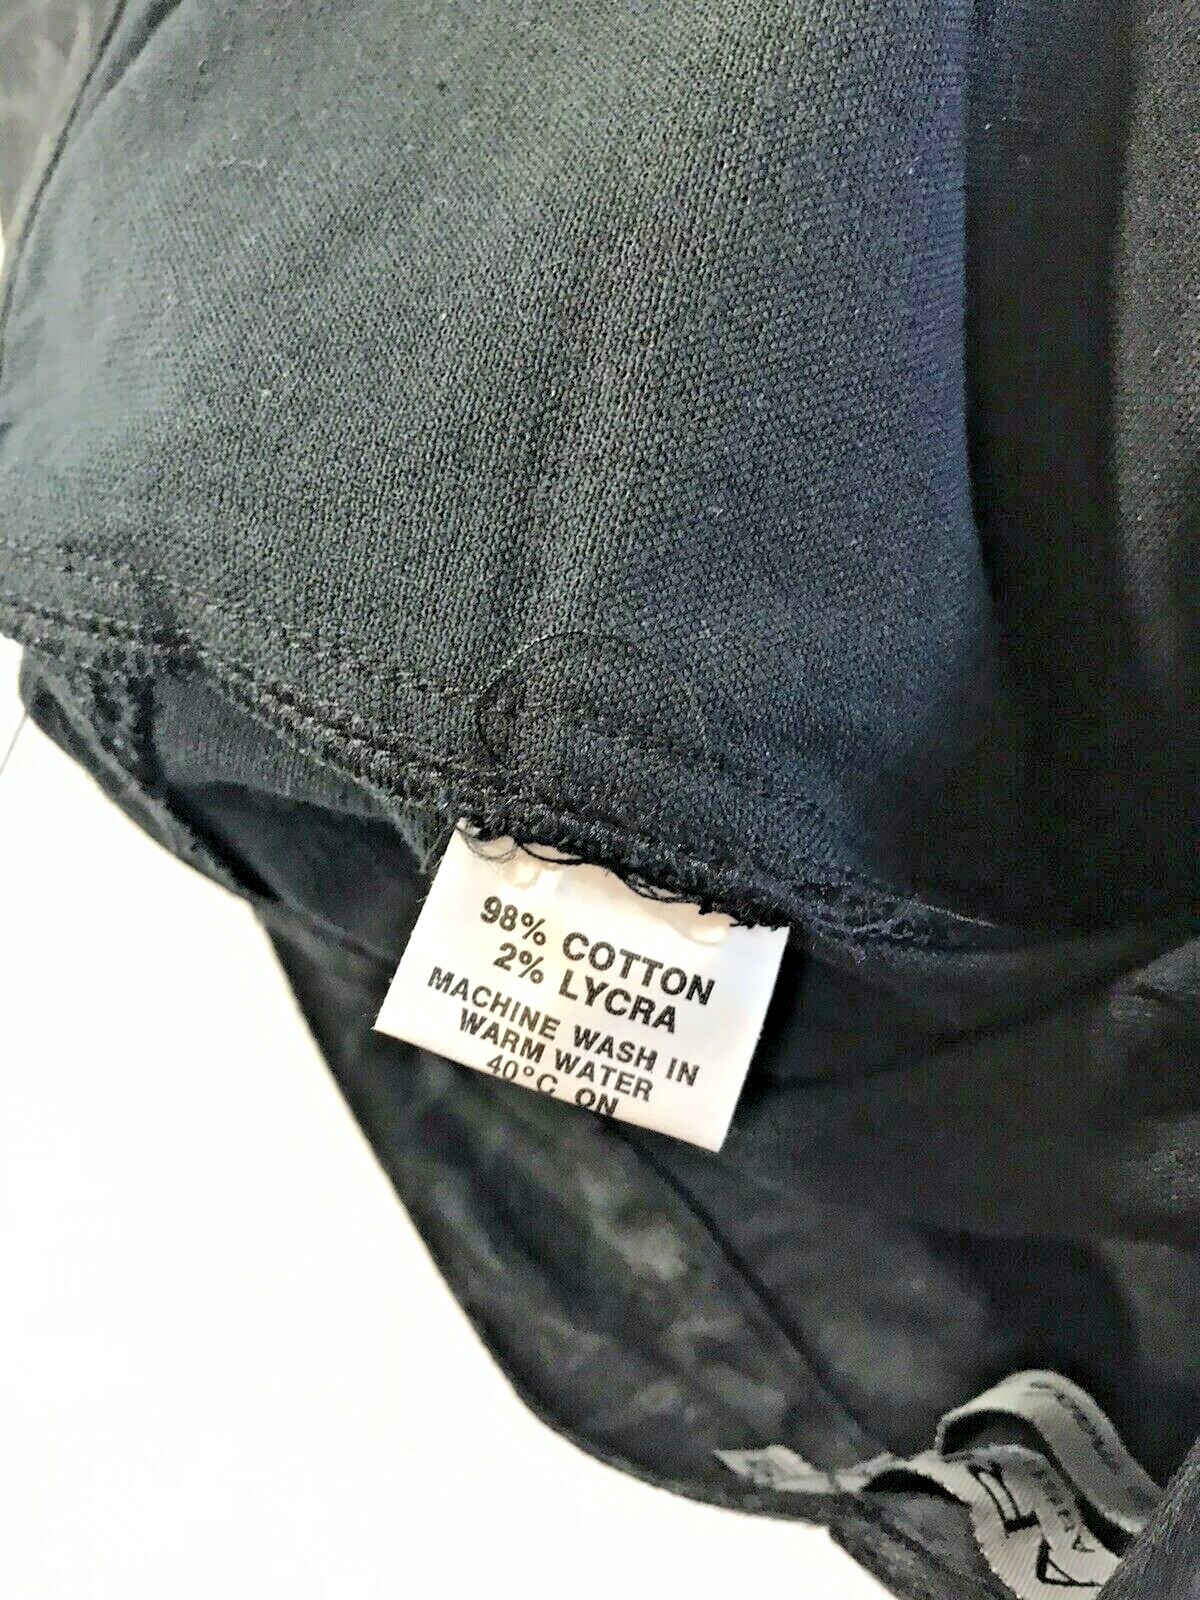 98% COTTON
2% LYCRA
MACHINE WASH IN
WARM WATER
40°C ON